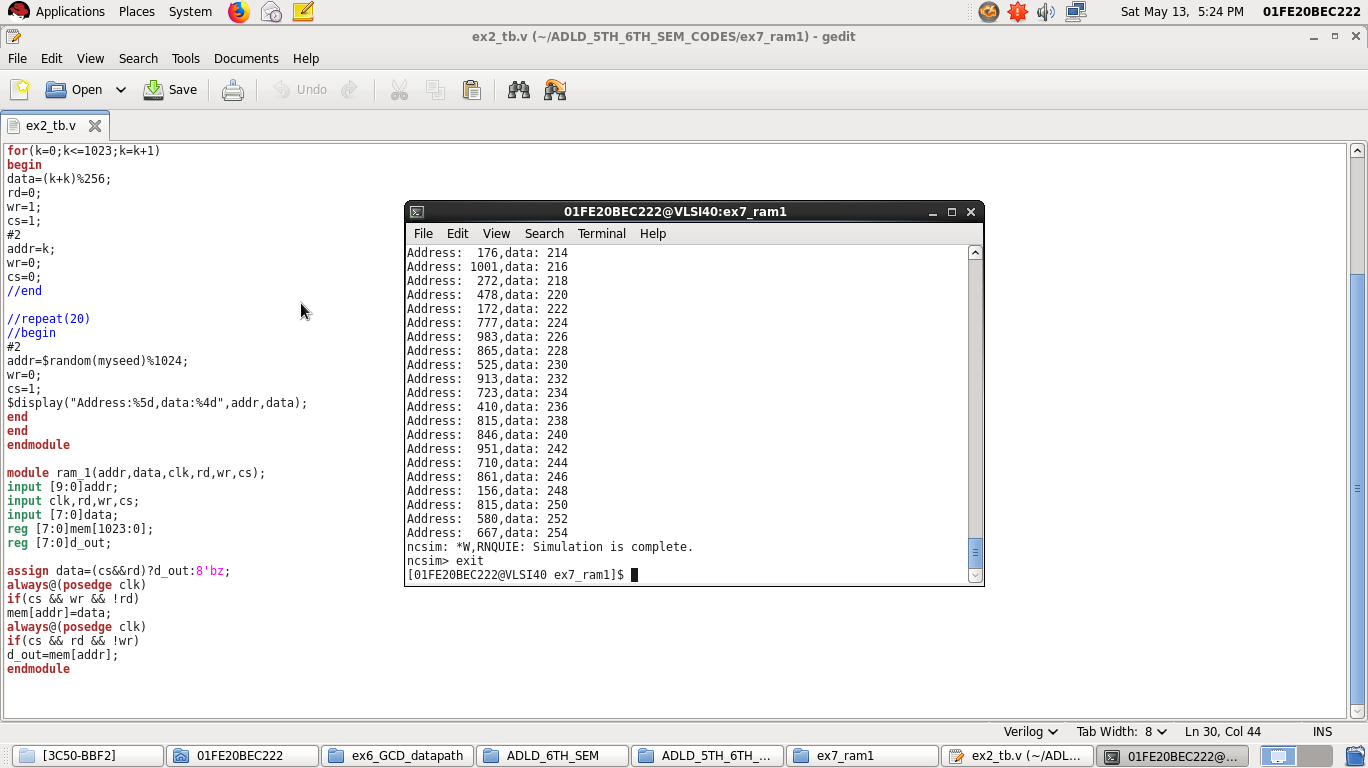 Applications Places System Sat May 13, 5:24 PM 01FE20BEC222
ex2_tb.v (~/ADLD_5TH_6TH_SEM_CODES/ex7_ram1) - gedit
File Edit View Search Tools Documents Help
Open Save Undo
ex2_tb.v
for(k=0;k<=1023;k=k+1)
begin
data=(k+k)%256;
rd=0;
wr=1;
cs=1;
#2
addr=k;
wr=0;
cs=0;
//end
//repeat(20)
//begin
#2
addr=$random(myseed)%1024;
wr=0;
cs=1;
$display("Address:%5d,data:%4d",addr,data);
end
end
endmodule
module ram_1(addr,data,clk,rd,wr,cs);
input [9:0]addr;
input clk,rd,wr,cs;
input [7:0]data;
reg [7:0]mem[1023:0];
reg [7:0]d_out;
assign data=(cs&&rd)?d_out:8'bz;
always@(posedge clk)
if(cs && wr && !rd)
mem[addr]=data;
always@(posedge clk)
if(cs && rd && !wr)
d_out=mem[addr];
endmodule
01FE20BEC222@VLSI40:ex7_ram1
File Edit View Search Terminal Help
Address:  176,data: 214
Address: 1001,data: 216
Address:  272,data: 218
Address:  478,data: 220
Address:  172,data: 222
Address:  777,data: 224
Address:  983,data: 226
Address:  865,data: 228
Address:  525,data: 230
Address:  913,data: 232
Address:  723,data: 234
Address:  410,data: 236
Address:  815,data: 238
Address:  846,data: 240
Address:  951,data: 242
Address:  710,data: 244
Address:  861,data: 246
Address:  156,data: 248
Address:  815,data: 250
Address:  580,data: 252
Address:  667,data: 254
ncsim: *W,RNQUIE: Simulation is complete.
ncsim> exit
[01FE20BEC222@VLSI40 ex7_ram1]$
Verilog Tab Width: 8 Ln 30, Col 44 INS
[3C50-BBF2] 01FE20BEC222 ex6_GCD_datapath ADLD_6TH_SEM ADLD_5TH_6TH_... ex7_ram1 ex2_tb.v (~/ADL... 01FE20BEC222@...